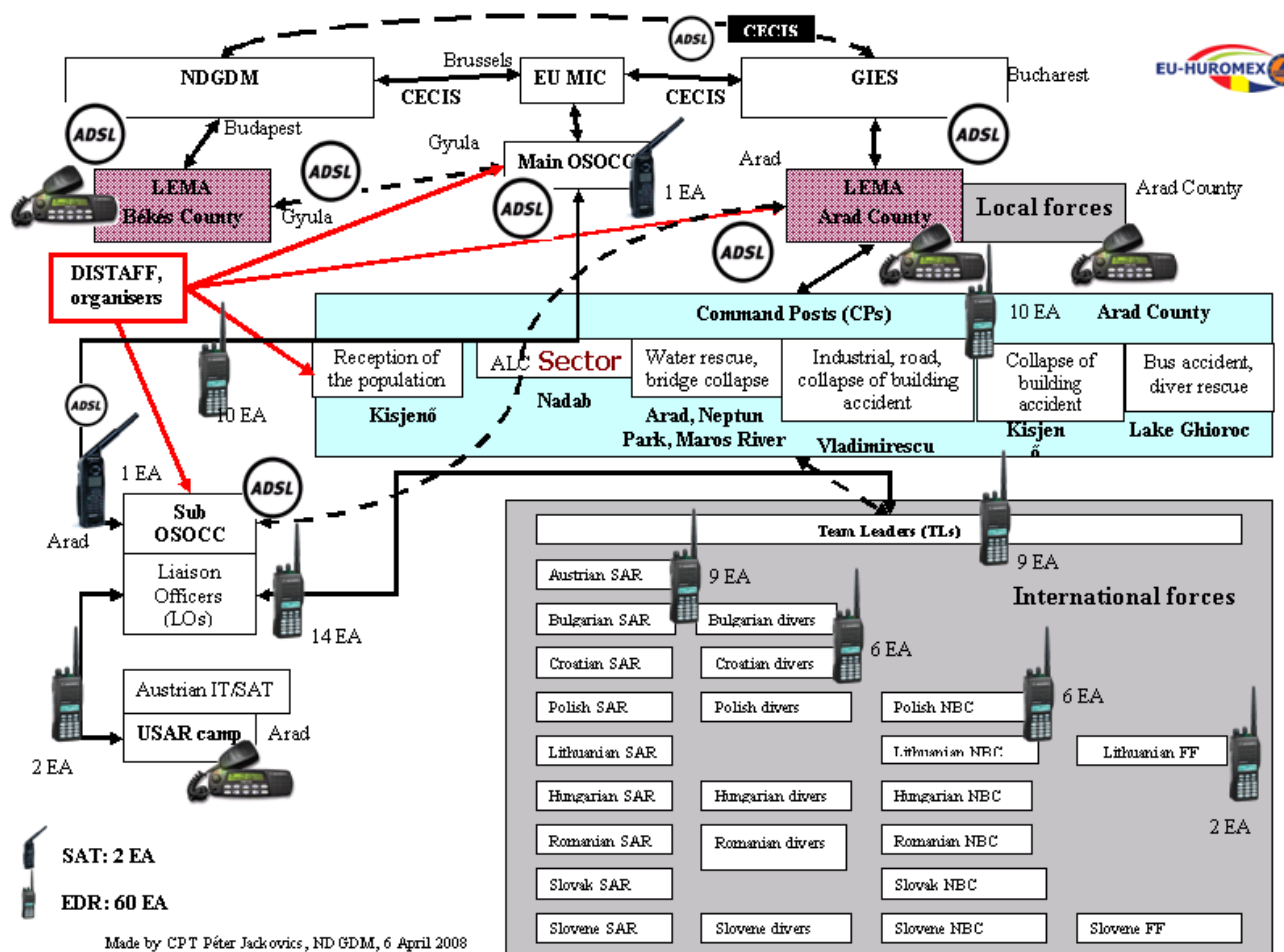 CECIS
ADSL
EU-HUROMEX
NDGDM
Brussels
EU MIC
GIES
Bucharest
CECIS
CECIS
ADSL
Budapest
ADSL
Gyula
Main OSOCC
1 EA
Arad
ADSL
LEMA
Békés County
Gyula
ADSL
LEMA
Arad County
Local forces
Arad County
ADSL
DISTAFF,
organisers
10 EA
Command Posts (CPs)
10 EA
Arad County
Reception of
the population
Kisjenő
ALC Sector
Nadab
Water rescue,
bridge collapse
Arad, Neptun
Park, Maros River
Industrial, road,
collapse of building
accident
Vladimirescu
Collapse of
building
accident
Kisjen
ő
Bus accident,
diver rescue
Lake Ghioroc
ADSL
1 EA
Arad
Sub
OSOCC
ADSL
Liaison
Officers
(LOs)
14 EA
2 EA
Austrian IT/SAT
USAR camp
Arad
Team Leaders (TLs)
9 EA
International forces
Austrian SAR
9 EA
Bulgarian SAR
Bulgarian divers
6 EA
Croatian SAR
Croatian divers
Polish SAR
Polish divers
Polish NBC
6 EA
Lithuanian SAR
Lithuanian NBC
Lithuanian FF
2 EA
Hungarian SAR
Hungarian divers
Hungarian NBC
Romanian SAR
Romanian divers
Romanian NBC
Slovak SAR
Slovak NBC
Slovene SAR
Slovene divers
Slovene NBC
Slovene FF
SAT: 2 EA
EDR: 60 EA
Made by CPT Péter Jackovics, NDGDM, 6 April 2008